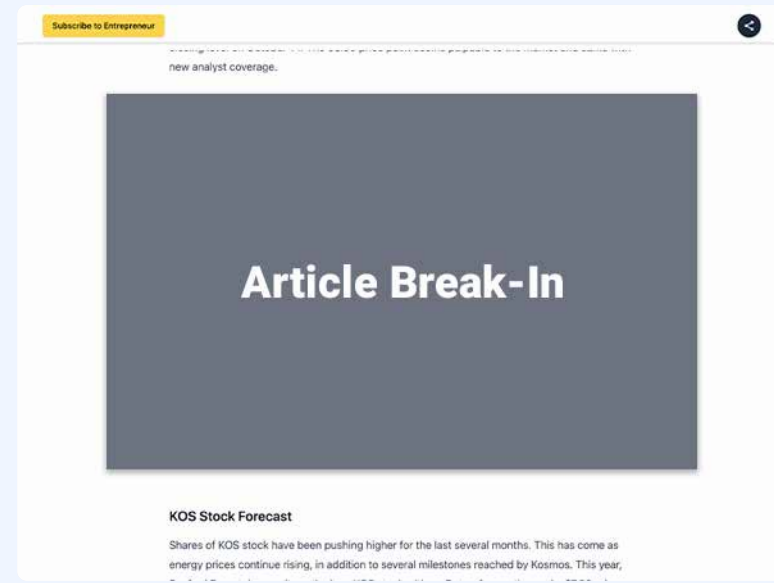 Subscribe to Entrepreneur
new analyst coverage.
Article Break-In
KOS Stock Forecast
Shares of KOS stock have been pushing higher for the last several months. This has come as
energy prices continue rising, in addition to several milestones reached by Kosmos. This year,